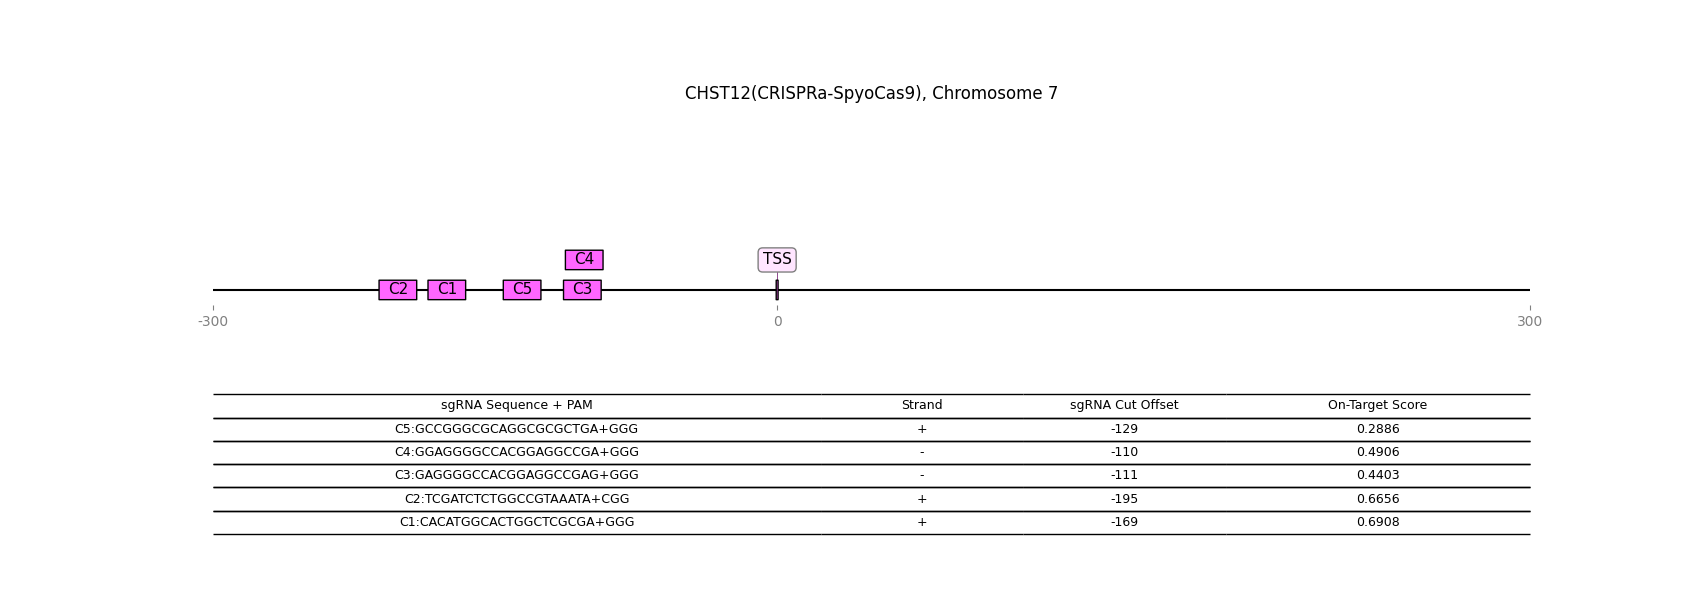 CHST12(CRISPRa-SpyoCas9), Chromosome 7
C4 TSS
C2 C1 C5 C3
-300 0 300
sgRNA Sequence + PAM Strand sgRNA Cut Offset On-Target Score
C5:GCCGGGCGCAGGCGCGCTGA+GGG + -129 0.2886
C4:GGAGGGGCCACGGAGGCCGA+GGG - -110 0.4906
C3:GAGGGGCCACGGAGGCCGAG+GGG - -111 0.4403
C2:TCGATCTCTGGCCGTAAATA+CGG + -195 0.6656
C1:CACATGGCACTGGCTCGCGA+GGG + -169 0.6908